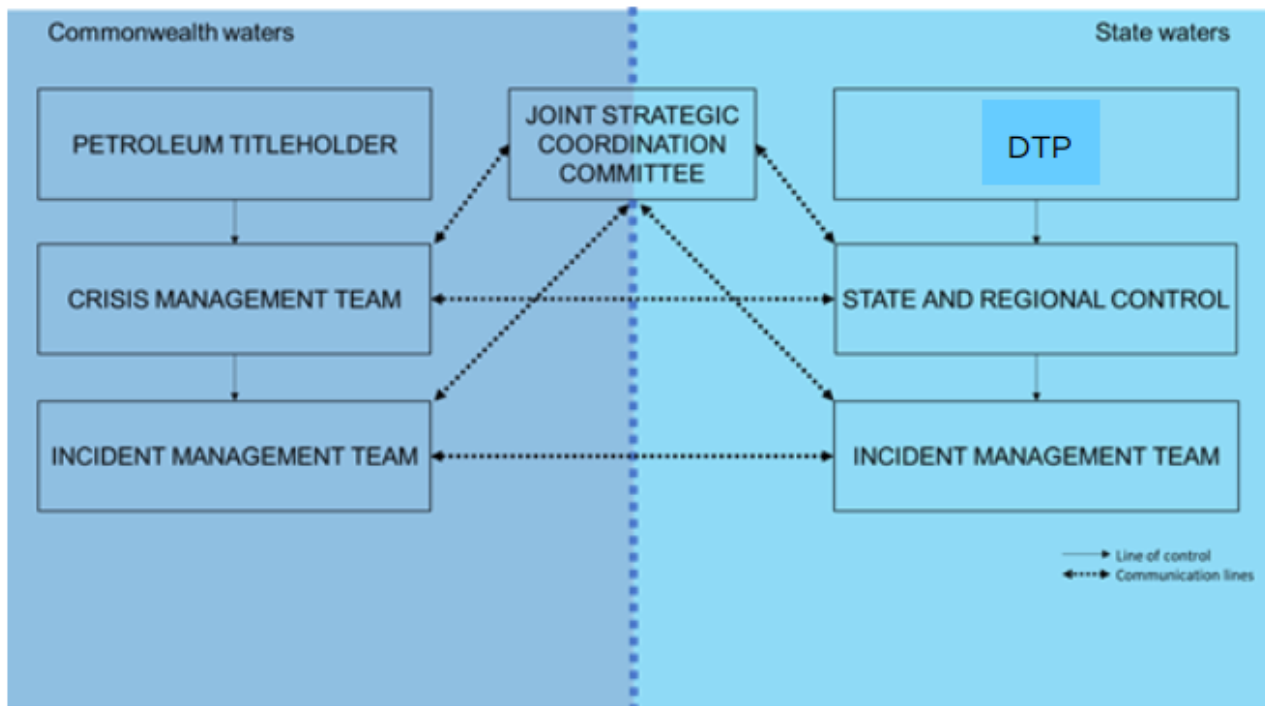 Commonwealth waters
State waters
PETROLEUM TITLEHOLDER
JOINT STRATEGIC
COORDINATION
COMMITTEE
DTP
CRISIS MANAGEMENT TEAM
STATE AND REGIONAL CONTROL
INCIDENT MANAGEMENT TEAM
INCIDENT MANAGEMENT TEAM
Line of control
Communication lines